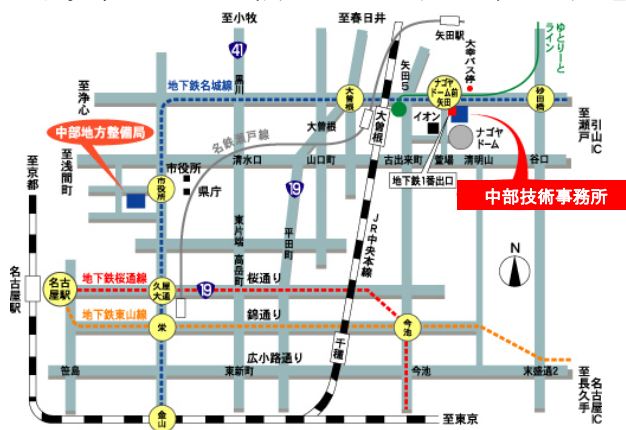 至小牧
至春日井
矢田駅
ゆとりーと
ライン
大幸バス停
41
黒川
矢田5
至浄心
地下鉄名城線
大曽根
ナゴヤ
ドーム前
矢田
砂田橋
中部地方整備局
大曽根
大曽根
イオン
ナゴヤ
ドーム
至瀬戸
引山IC
名鉄瀬戸線
至浅間町
市役所
清水口
山口町
古出来町
萱場
清明山
谷口
至京都
市役所
県庁
19
地下鉄1番出口
中部技術事務所
東片端
平田町
JR中央本線
高岳町
N
名古屋駅
名古
屋駅
地下鉄桜通線
久屋
大通
19
桜通り
地下鉄東山線
栄
錦通り
今池
千種
広小路通り
笹島
東新町
今池
末盛通2
至長久手
名古屋IC
金山
至東京